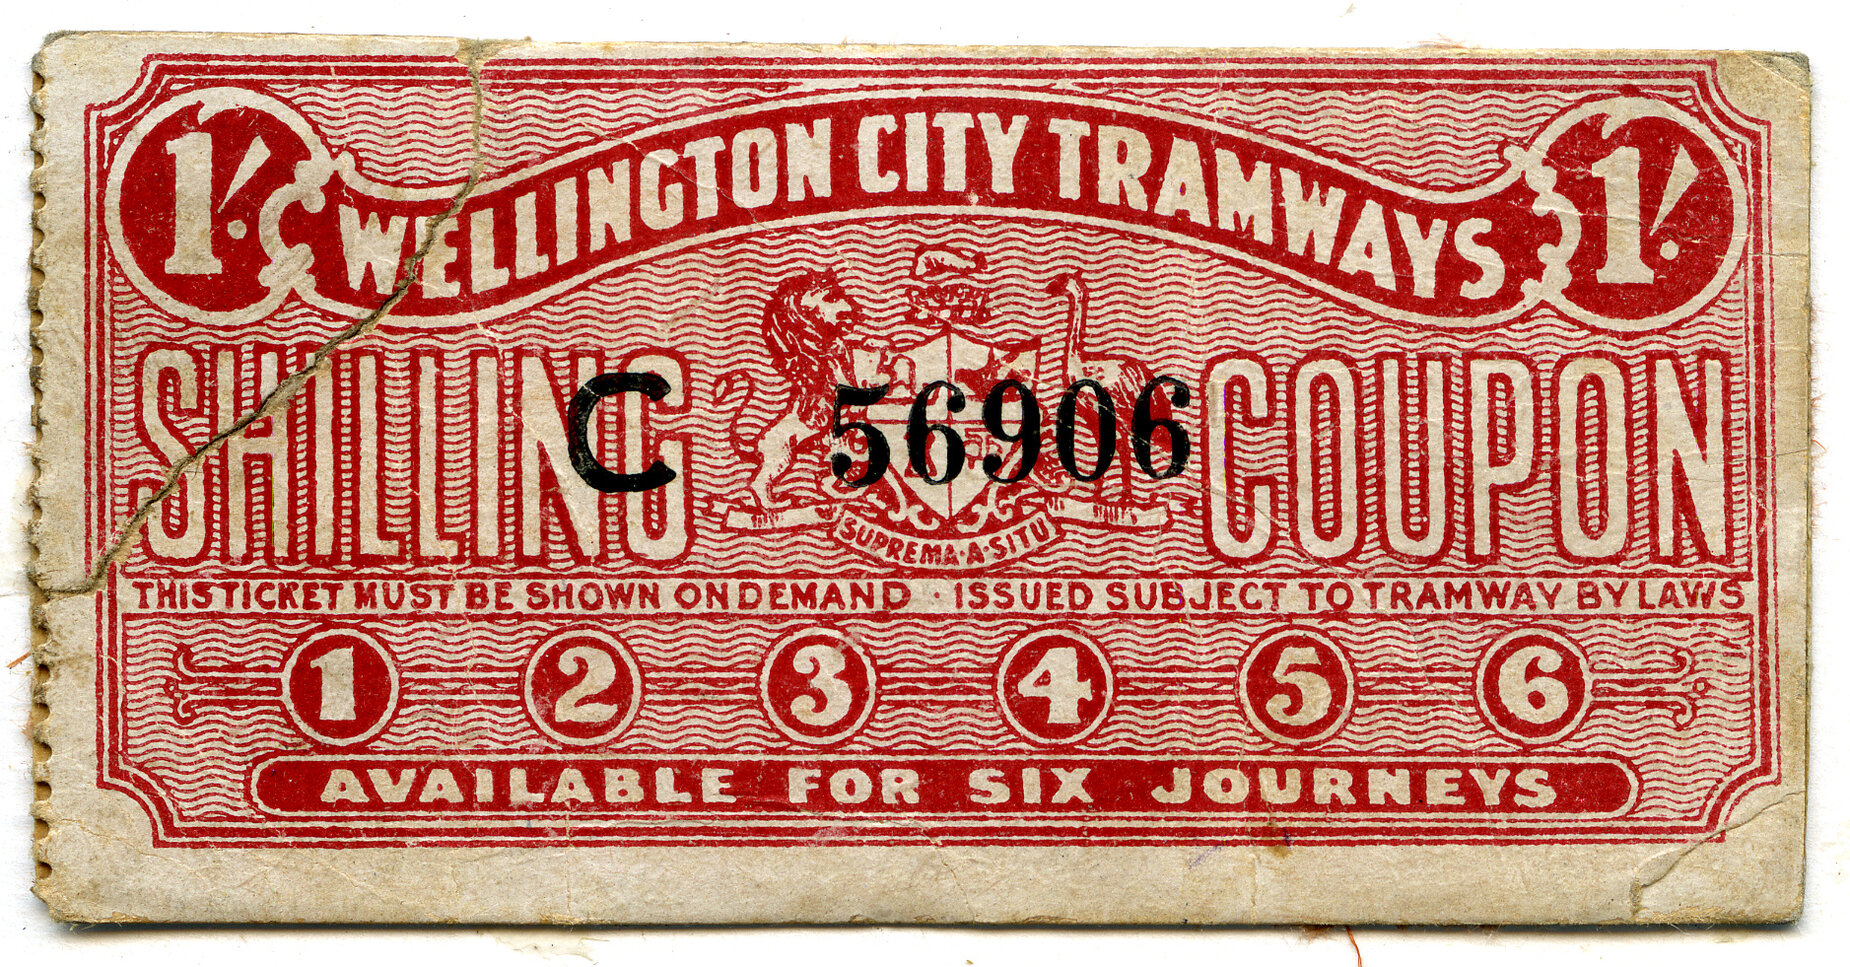 1/. WELLINGTON CITY TRAMWAYS 1/.
SHILLING COUPON
C 56906
SUPREMA·A·SITU
THIS TICKET MUST BE SHOWN ON DEMAND · ISSUED SUBJECT TO TRAMWAY BY LAWS
1 2 3 4 5 6
AVAILABLE FOR SIX JOURNEYS